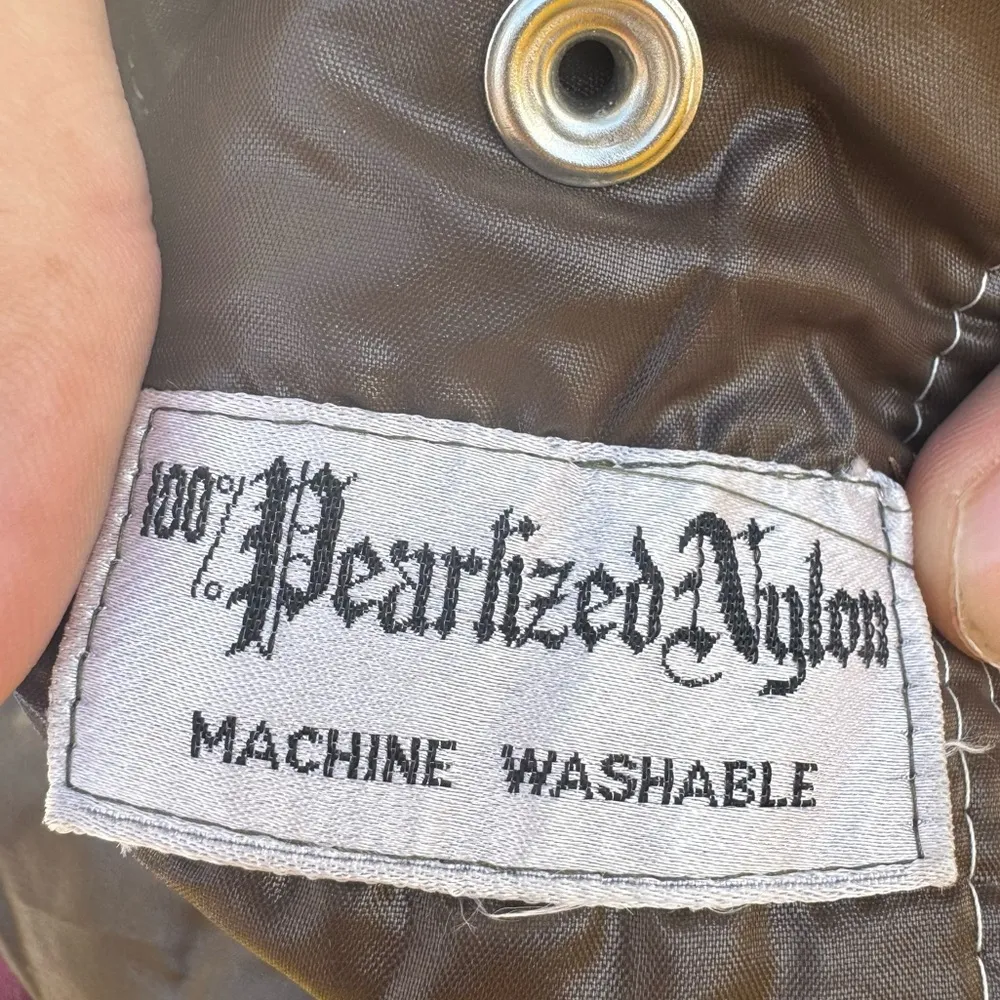 100% Pearlized Nylon
MACHINE WASHABLE